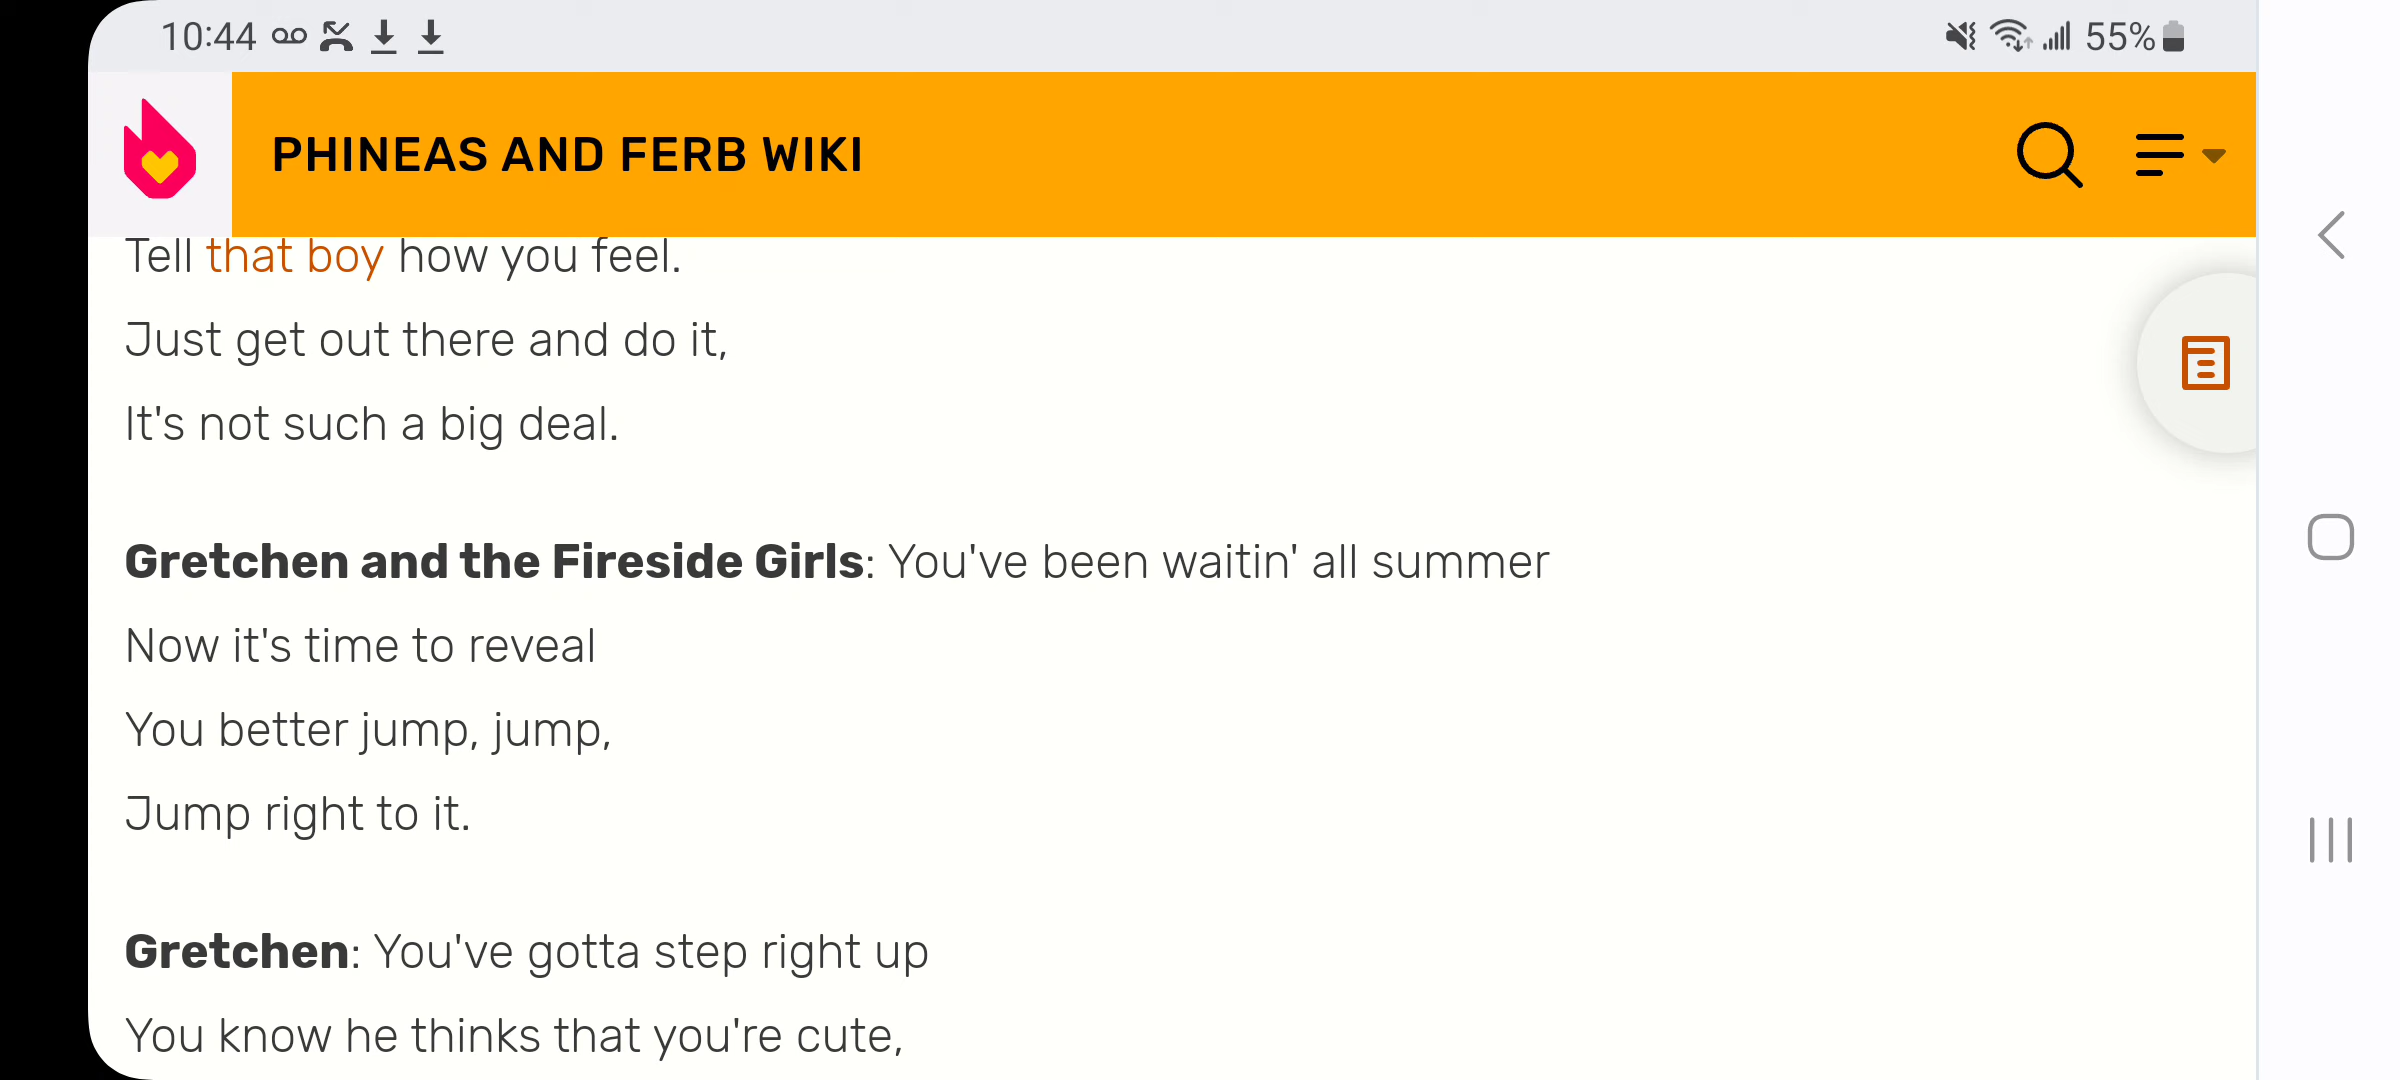 10:44
55%
PHINEAS AND FERB WIKI
Tell that boy how you feel.
Just get out there and do it,
It's not such a big deal.
Gretchen and the Fireside Girls: You've been waitin' all summer
Now it's time to reveal
You better jump, jump,
Jump right to it.
Gretchen: You've gotta step right up
You know he thinks that you're cute,